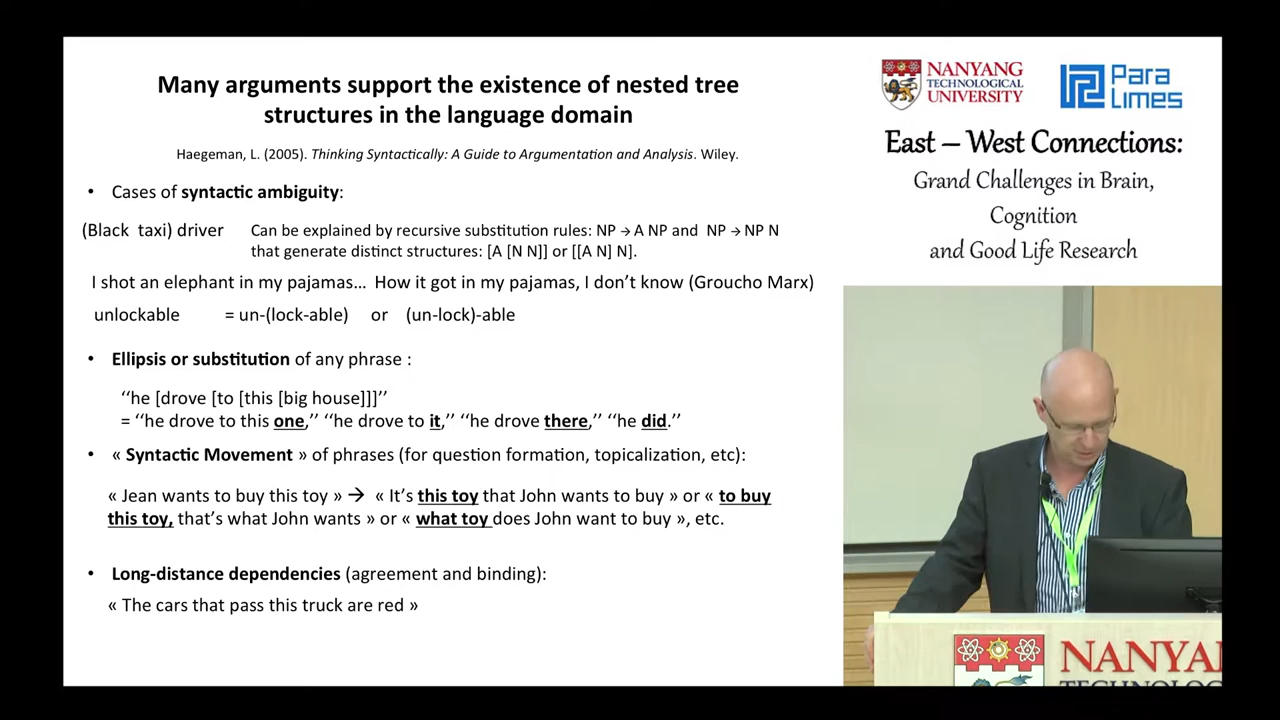 Many arguments support the existence of nested tree
structures in the language domain
Haegeman, L. (2005). Thinking Syntactically: A Guide to Argumentation and Analysis. Wiley.
• Cases of syntactic ambiguity:
(Black taxi) driver
Can be explained by recursive substitution rules: NP → A NP and NP → NP N
that generate distinct structures: [A [N N]] or [[A N] N].
I shot an elephant in my pajamas... How it got in my pajamas, I don't know (Groucho Marx)
unlockable = un-(lock-able) or (un-lock)-able
• Ellipsis or substitution of any phrase :
‘‘he [drove [to [this [big house]]]’’
= ‘‘he drove to this one,’’ ‘‘he drove to it,’’ ‘‘he drove there,’’ ‘‘he did.’’
• « Syntactic Movement » of phrases (for question formation, topicalization, etc):
« Jean wants to buy this toy » → « It's this toy that John wants to buy » or « to buy
this toy, that's what John wants » or « what toy does John want to buy », etc.
• Long-distance dependencies (agreement and binding):
« The cars that pass this truck are red »
NANYANG
TECHNOLOGICAL
UNIVERSITY
Para
Limes
East – West Connections:
Grand Challenges in Brain,
Cognition
and Good Life Research
NANYA
TECHNOLOG